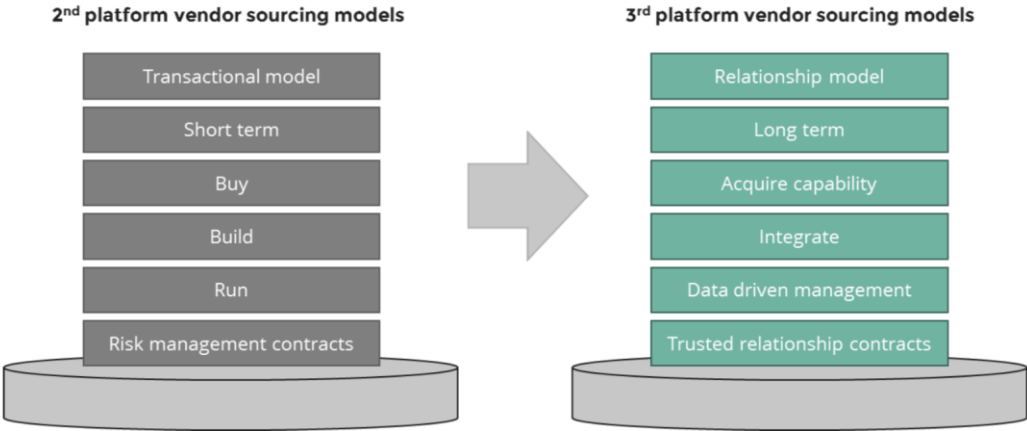 2nd platform vendor sourcing models
Transactional model
Short term
Buy
Build
Run
Risk management contracts
3rd platform vendor sourcing models
Relationship model
Long term
Acquire capability
Integrate
Data driven management
Trusted relationship contracts